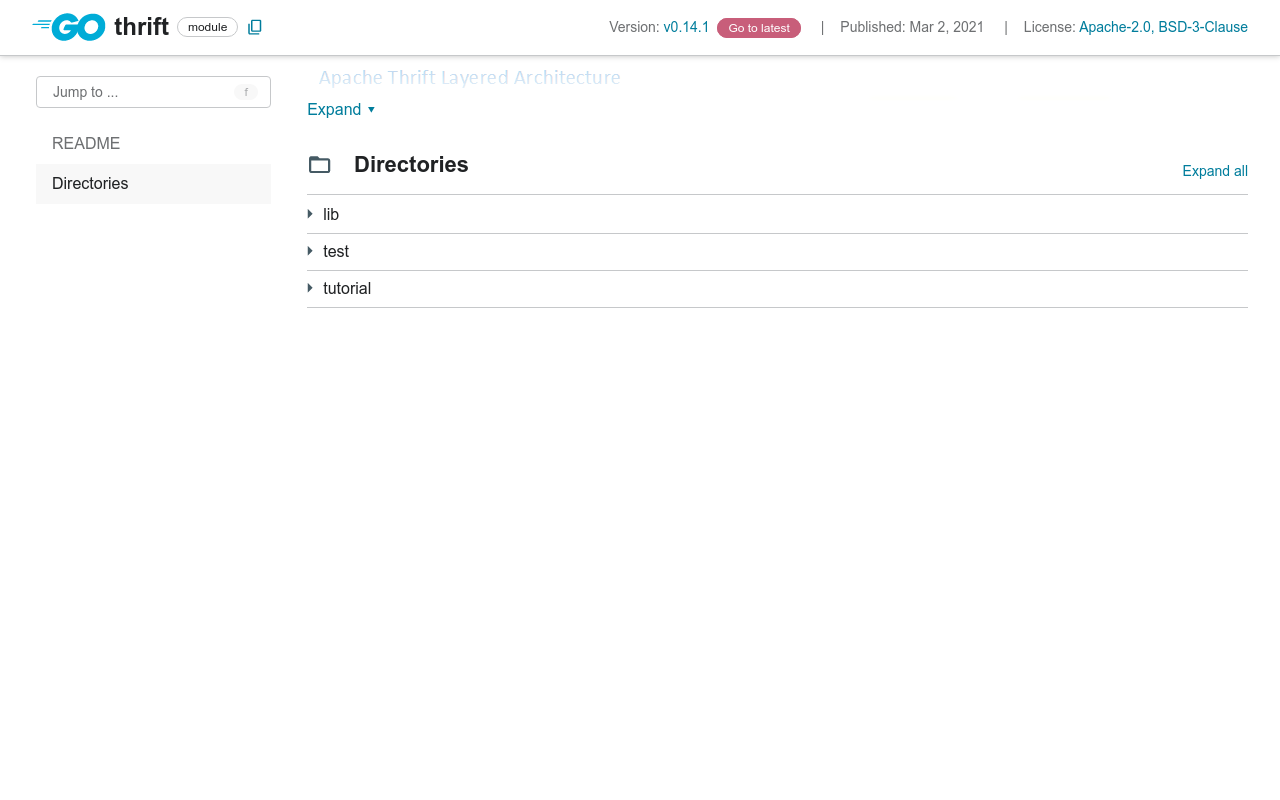 GO thrift module Version: v0.14.1 Go to latest | Published: Mar 2, 2021 | License: Apache-2.0, BSD-3-Clause
Jump to ... f
README
Directories
Apache Thrift Layered Architecture
Expand
Directories Expand all
lib
test
tutorial